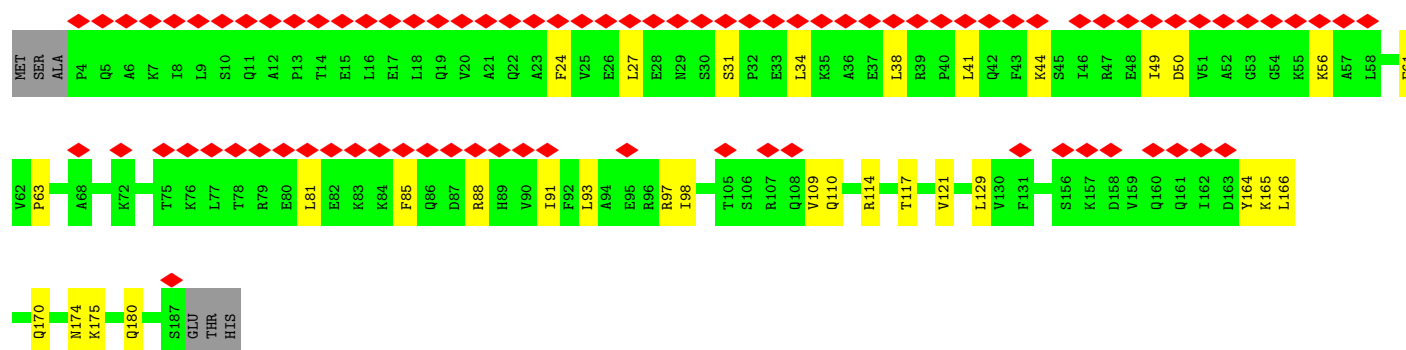 MET SER ALA P4 Q5 A6 K7 I8 L9 S10 Q11 A12 P13 T14 E15 L16 E17 L18 Q19 V20 A21 Q22 A23 F24 V25 E26 L27 E28 N29 S30 S31 P32 E33 L34 K35 A36 E37 L38 R39 P40 L41 Q42 F43 K44 S45 I46 R47 E48 I49 D50 V51 A52 G53 G54 K55 K56 A57 L58
V62 P63 A68 K72 T75 K76 L77 T78 R79 E80 L81 E82 K83 K84 F85 Q86 D87 R88 H89 V90 I91 F92 L93 A94 E95 R96 R97 I98 T105 S106 R107 Q108 V109 Q110 R114 T117 V121 L129 V130 F131 S156 K157 D158 V159 Q160 Q161 I162 D163 Y164 K165 L166
Q170 N174 K175 Q180 S187 GLU THR HIS